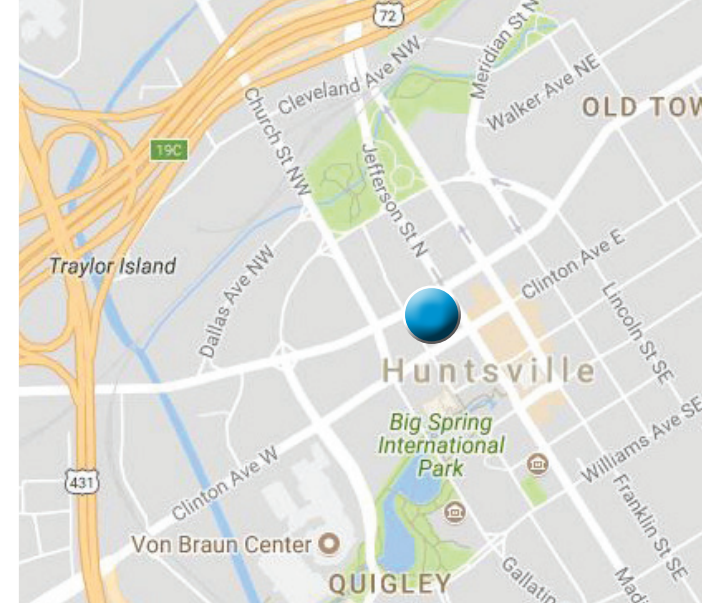 72
Meridian St N
Cleveland Ave NW
Walker Ave NE
OLD TOW
Church St NW
19C
Jefferson St N
Traylor Island
Clinton Ave E
Dallas Ave NW
Lincoln St SE
Huntsville
Big Spring
International
Park
Williams Ave SE
431
Clinton Ave W
Franklin St SE
Von Braun Center
QUIGLEY
Gallatin
Madi